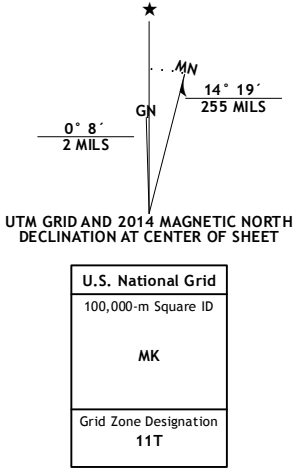 ★
MN
GN
14° 19´
255 MILS
0° 8´
2 MILS
UTM GRID AND 2014 MAGNETIC NORTH
DECLINATION AT CENTER OF SHEET
U.S. National Grid
100,000-m Square ID
MK
Grid Zone Designation
11T